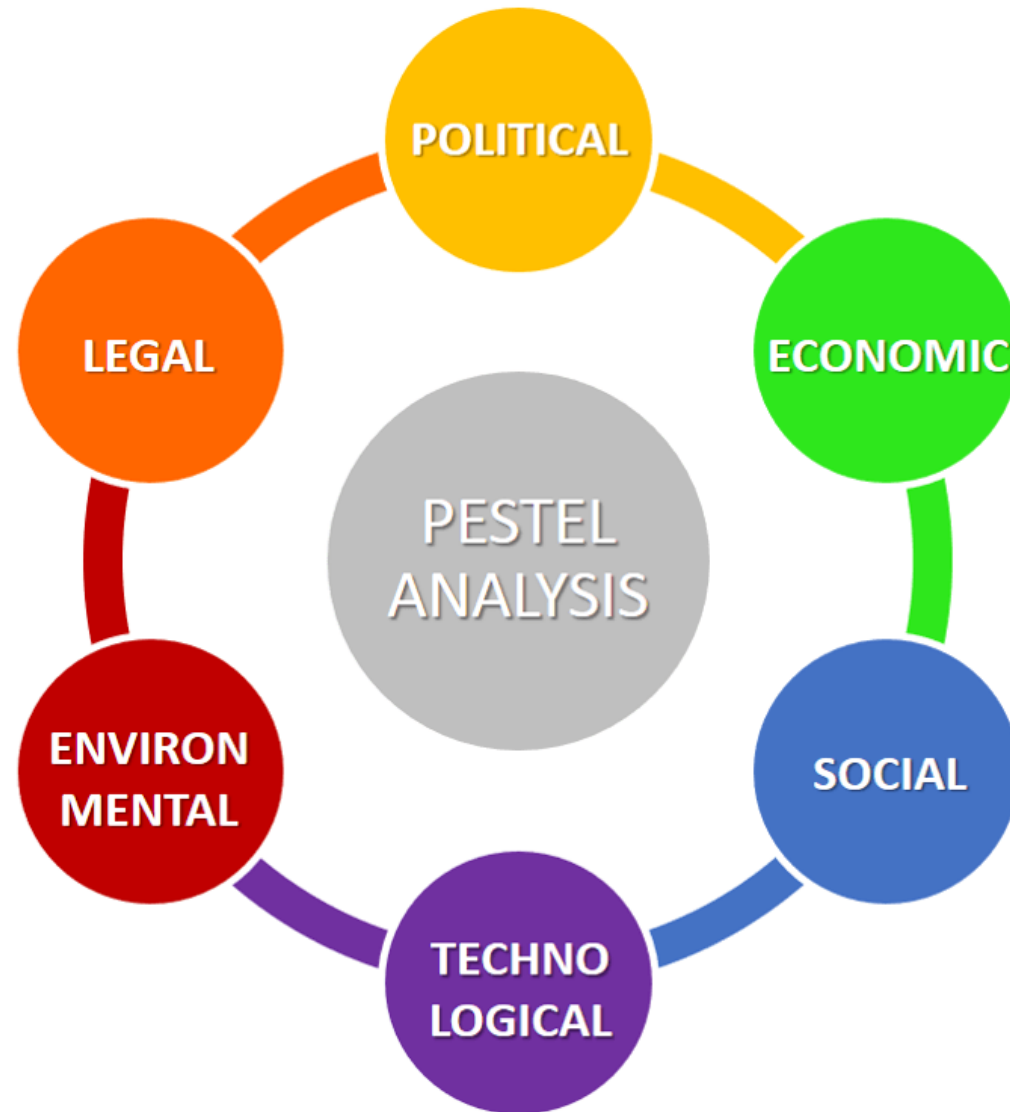 POLITICAL
ECONOMIC
SOCIAL
TECHNO
LOGICAL
ENVIRON
MENTAL
LEGAL
PESTEL
ANALYSIS